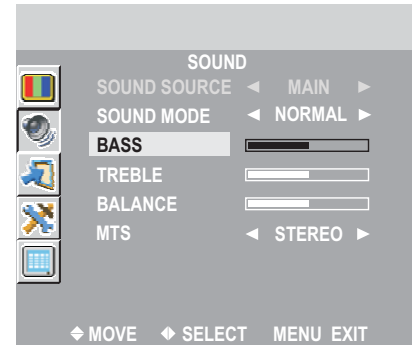 SOUND
SOUND SOURCE ◄ MAIN ►
SOUND MODE ◄ NORMAL ►
BASS
TREBLE
BALANCE
MTS ◄ STEREO ►
MOVE SELECT MENU EXIT